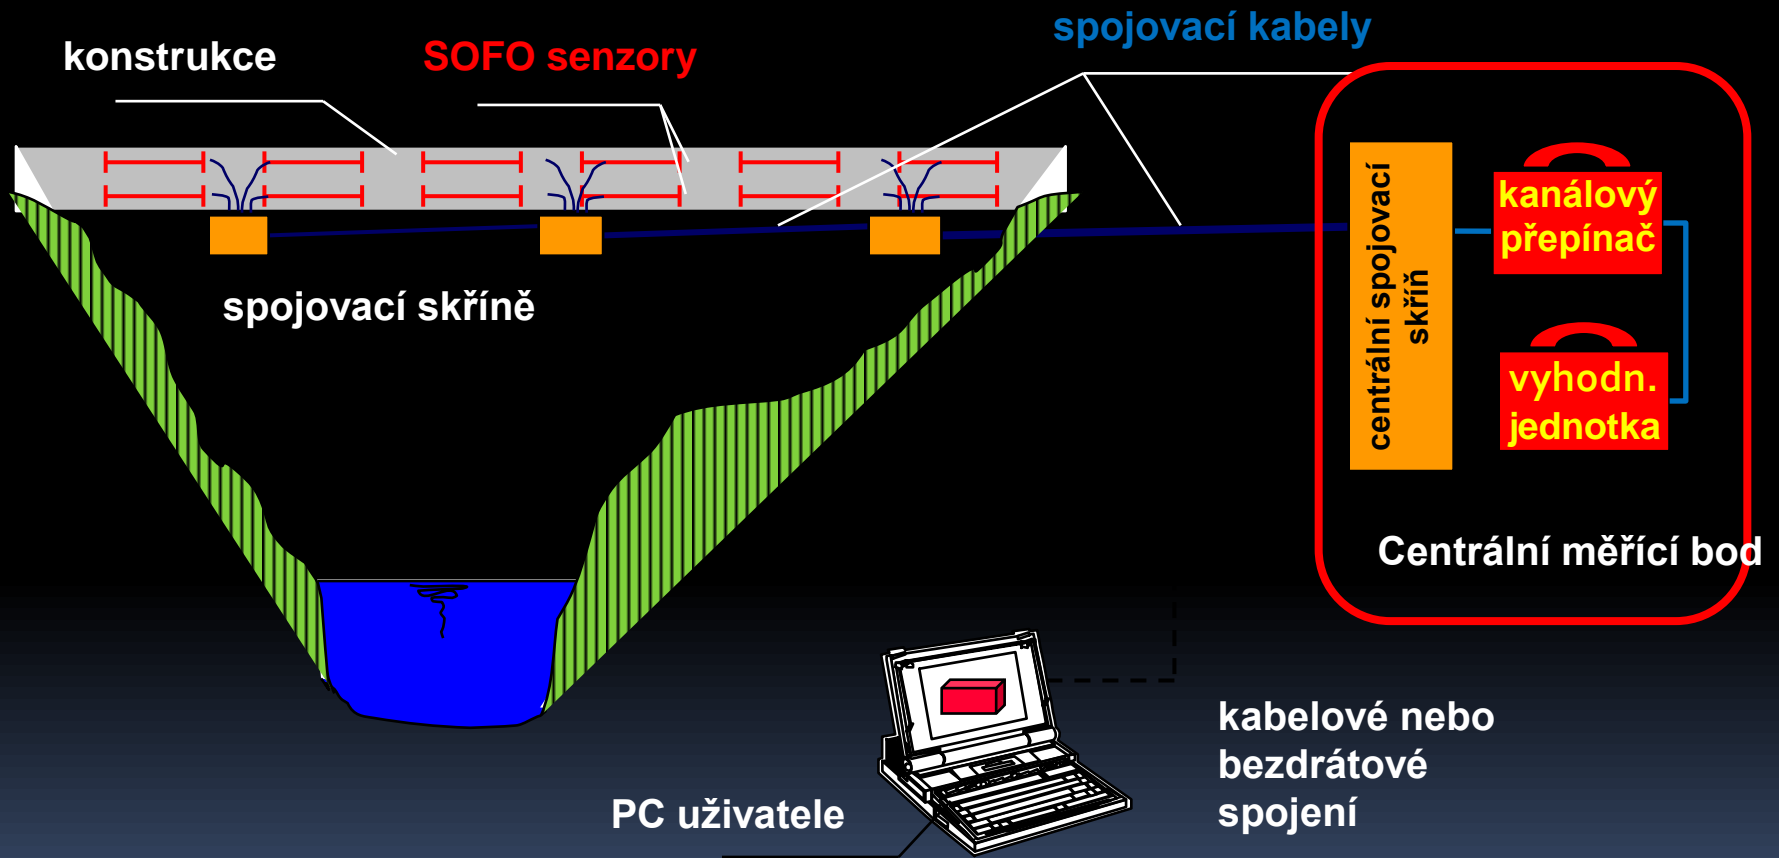 konstrukce
SOFO senzory
spojovací kabely
spojovací skříně
centrální spojovací
skříň
kanálový
přepínač
vyhodn.
jednotka
Centrální měřící bod
kabelové nebo
bezdrátové
spojení
PC uživatele